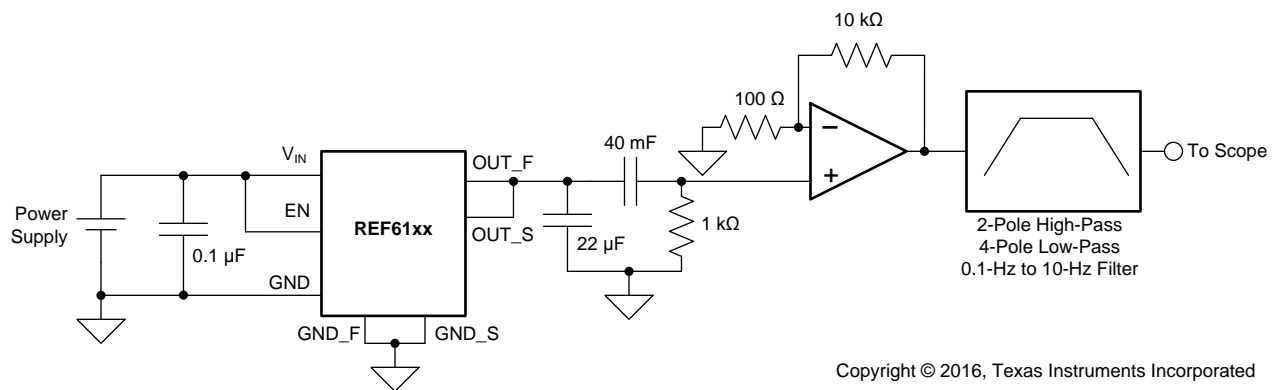 10 kΩ
100 Ω
40 mF
VIN
OUT_F
To Scope
Power
Supply
EN
REF61xx
0.1 µF
OUT_S
22 µF
1 kΩ
2-Pole High-Pass
4-Pole Low-Pass
0.1-Hz to 10-Hz Filter
GND
GND_F
GND_S
Copyright © 2016, Texas Instruments Incorporated